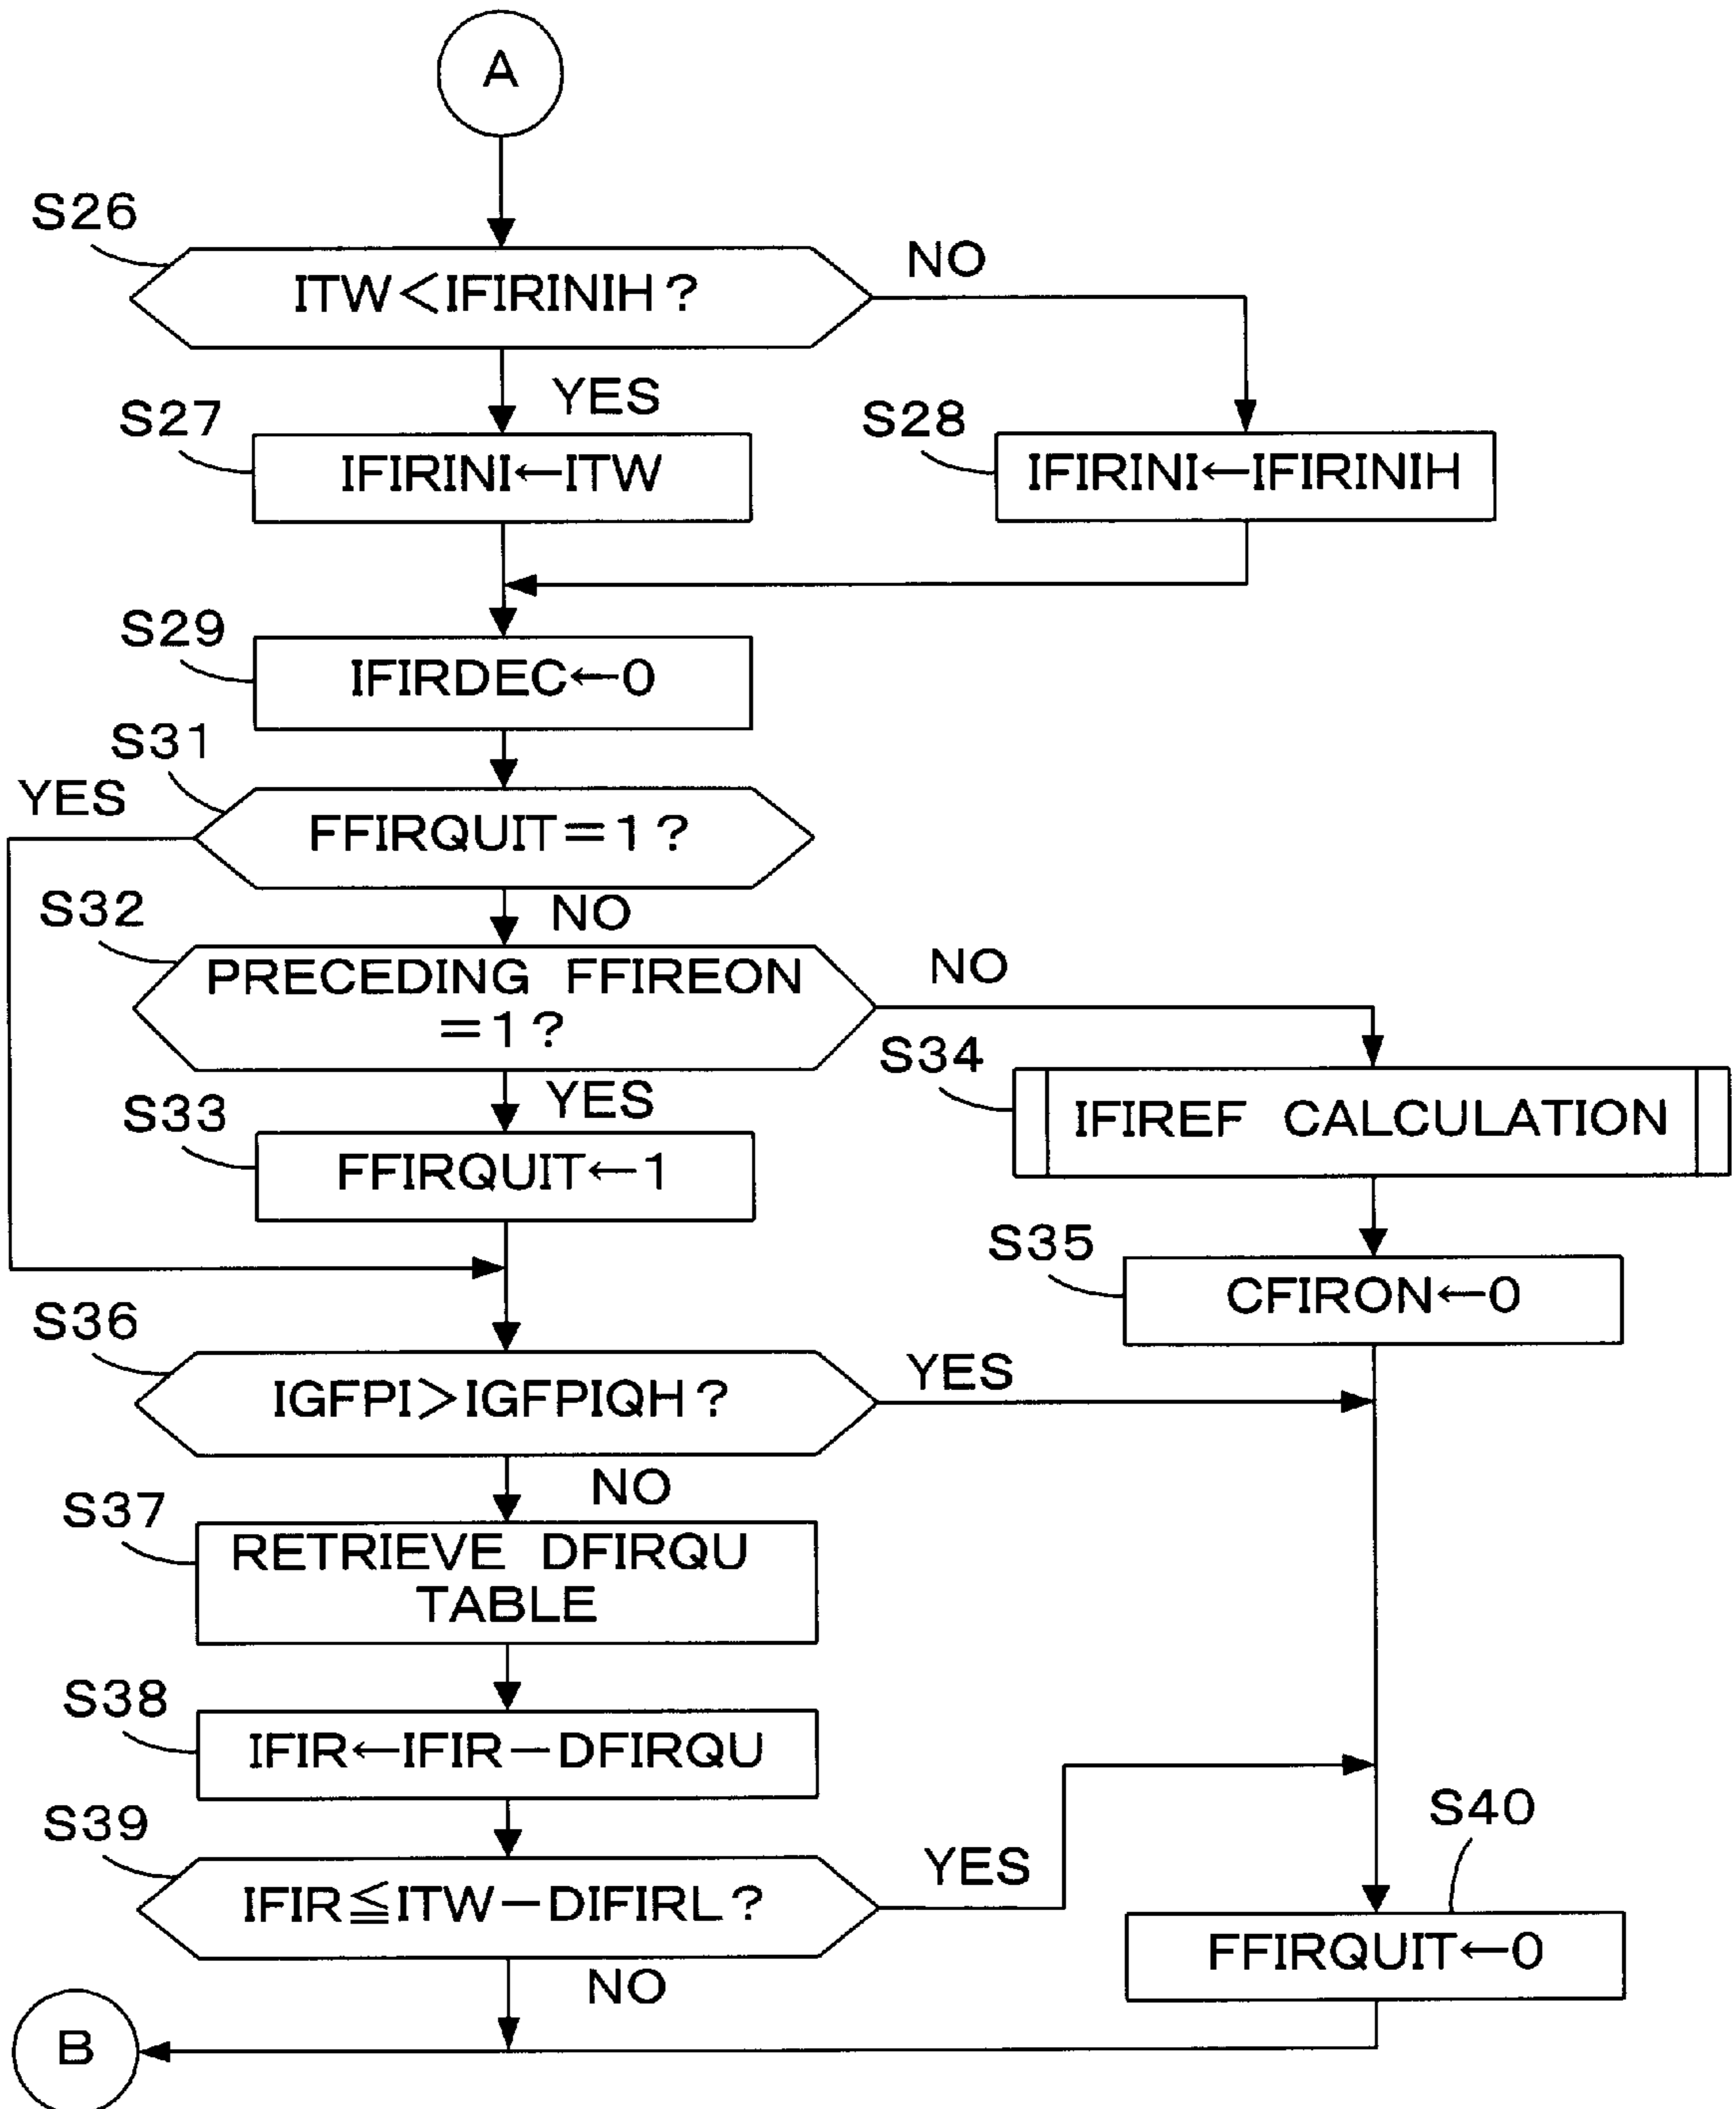 A
S26
ITW<IFIRINIH?
NO
YES
S27
IFIRINI←ITW
S28
IFIRINI←IFIRINIH
S29
IFIRDEC←0
S31
YES
FFIRQUIT=1?
NO
S32
PRECEDING FFIREON
=1?
NO
YES
S33
FFIRQUIT←1
S34
IFIREF CALCULATION
S35
CFIRON←0
S36
IGFPI>IGFPIQH?
YES
NO
S37
RETRIEVE DFIRQU
TABLE
S38
IFIR←IFIR−DFIRQU
S39
IFIR≦ITW−DIFIRL?
YES
NO
S40
FFIRQUIT←0
B